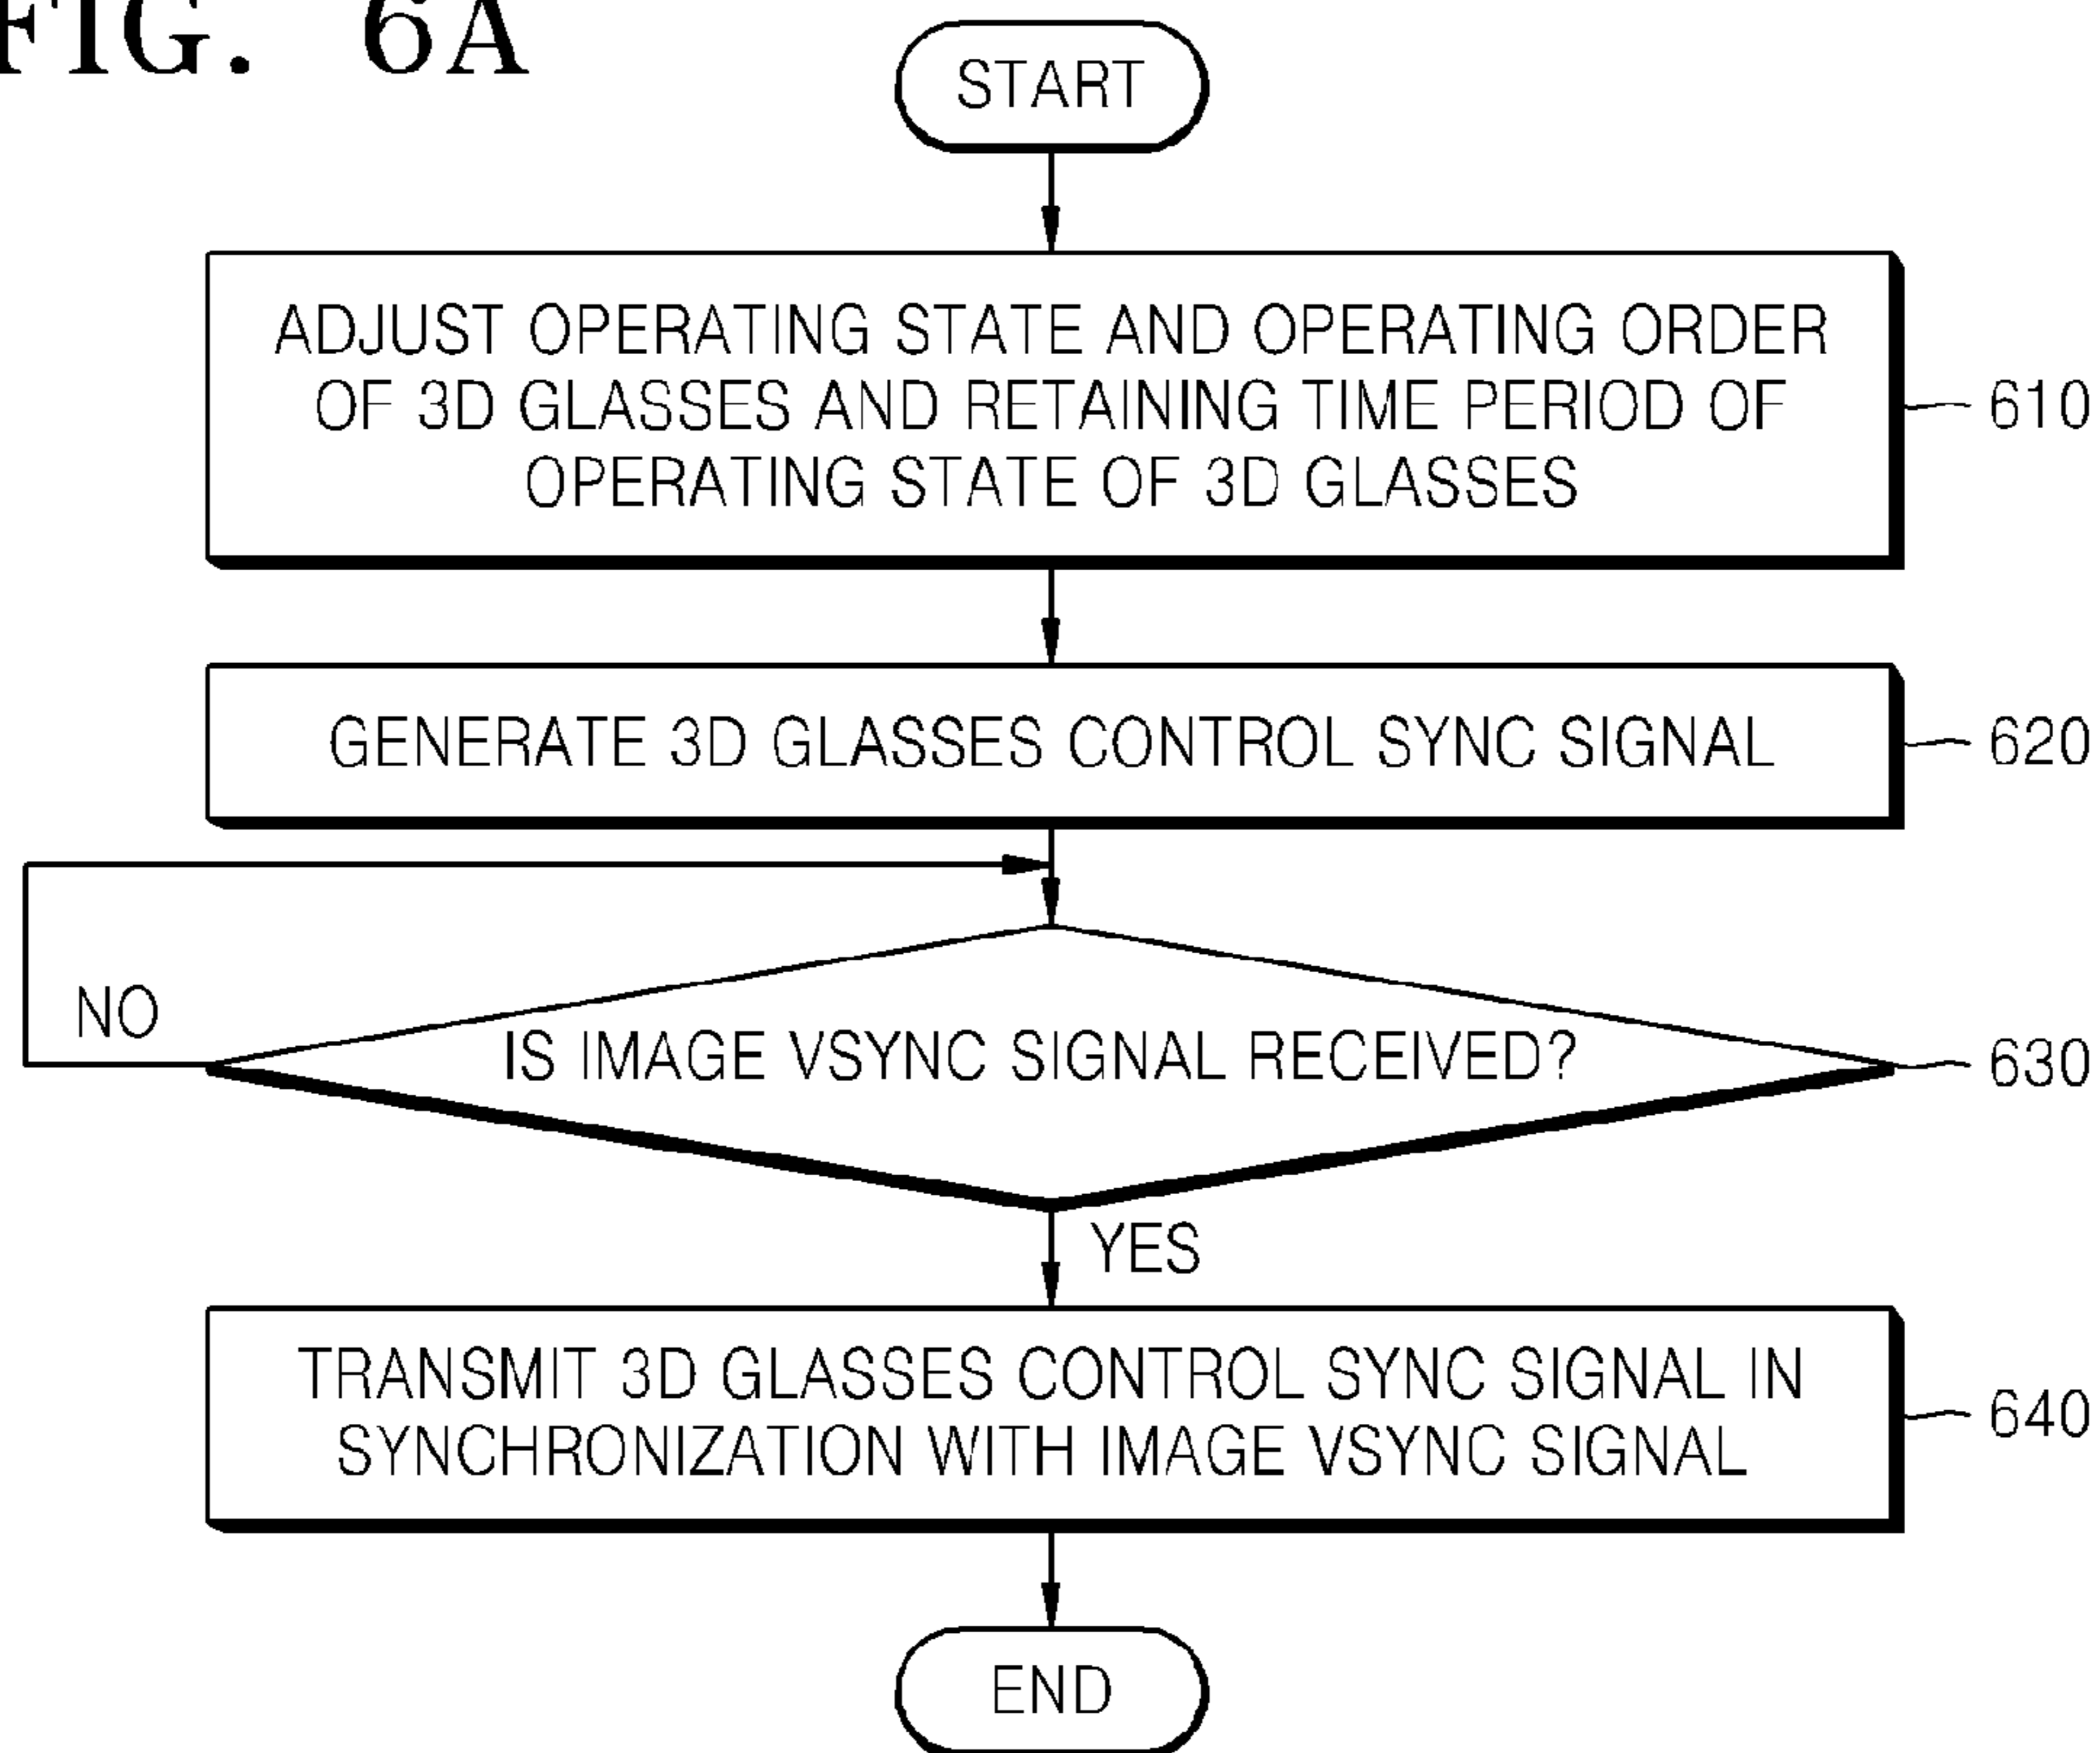 FIG. 6A
START
ADJUST OPERATING STATE AND OPERATING ORDER
OF 3D GLASSES AND RETAINING TIME PERIOD OF
OPERATING STATE OF 3D GLASSES
610
GENERATE 3D GLASSES CONTROL SYNC SIGNAL
620
NO
IS IMAGE VSYNC SIGNAL RECEIVED?
630
YES
TRANSMIT 3D GLASSES CONTROL SYNC SIGNAL IN
SYNCHRONIZATION WITH IMAGE VSYNC SIGNAL
640
END